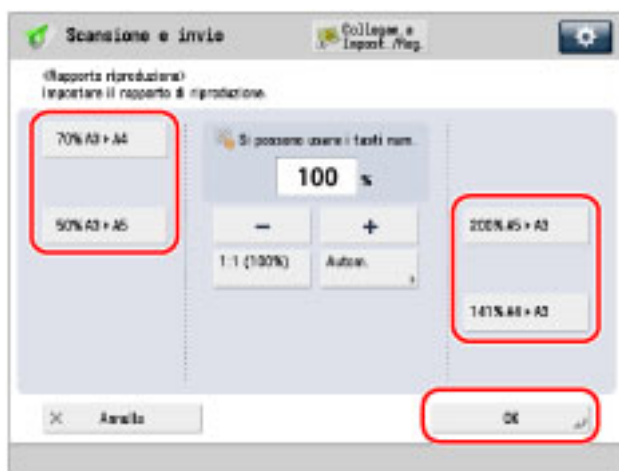 Scansione e invio
Collegam. e
Impost./Reg.
<Rapporto riproduzione>
Impostare il rapporto di riproduzione.
70% A3►A4
Si possono usare i tasti num.
100 %
50% A3►A5
-
+
200% A5►A3
1:1 (100%)
Autom.
141% A4►A3
Annulla
OK